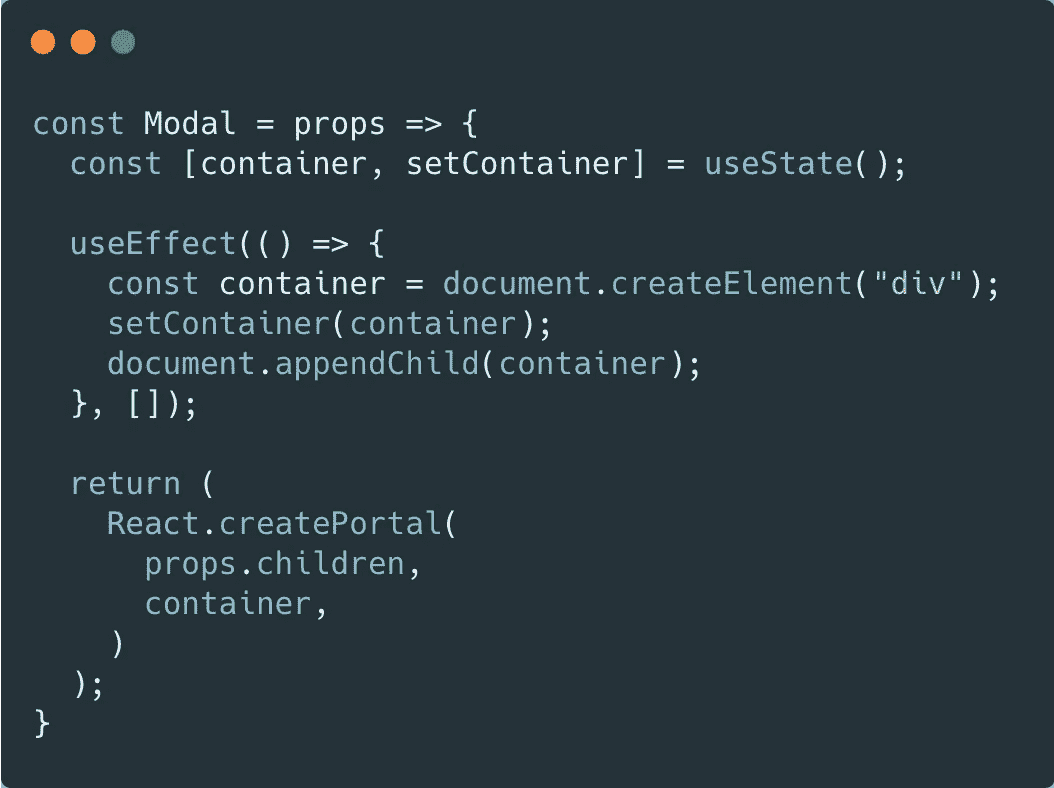 const Modal = props => {
  const [container, setContainer] = useState();
  useEffect(() => {
    const container = document.createElement("div");
    setContainer(container);
    document.appendChild(container);
  }, []);
  return (
    React.createPortal(
      props.children,
      container,
    )
  );
}